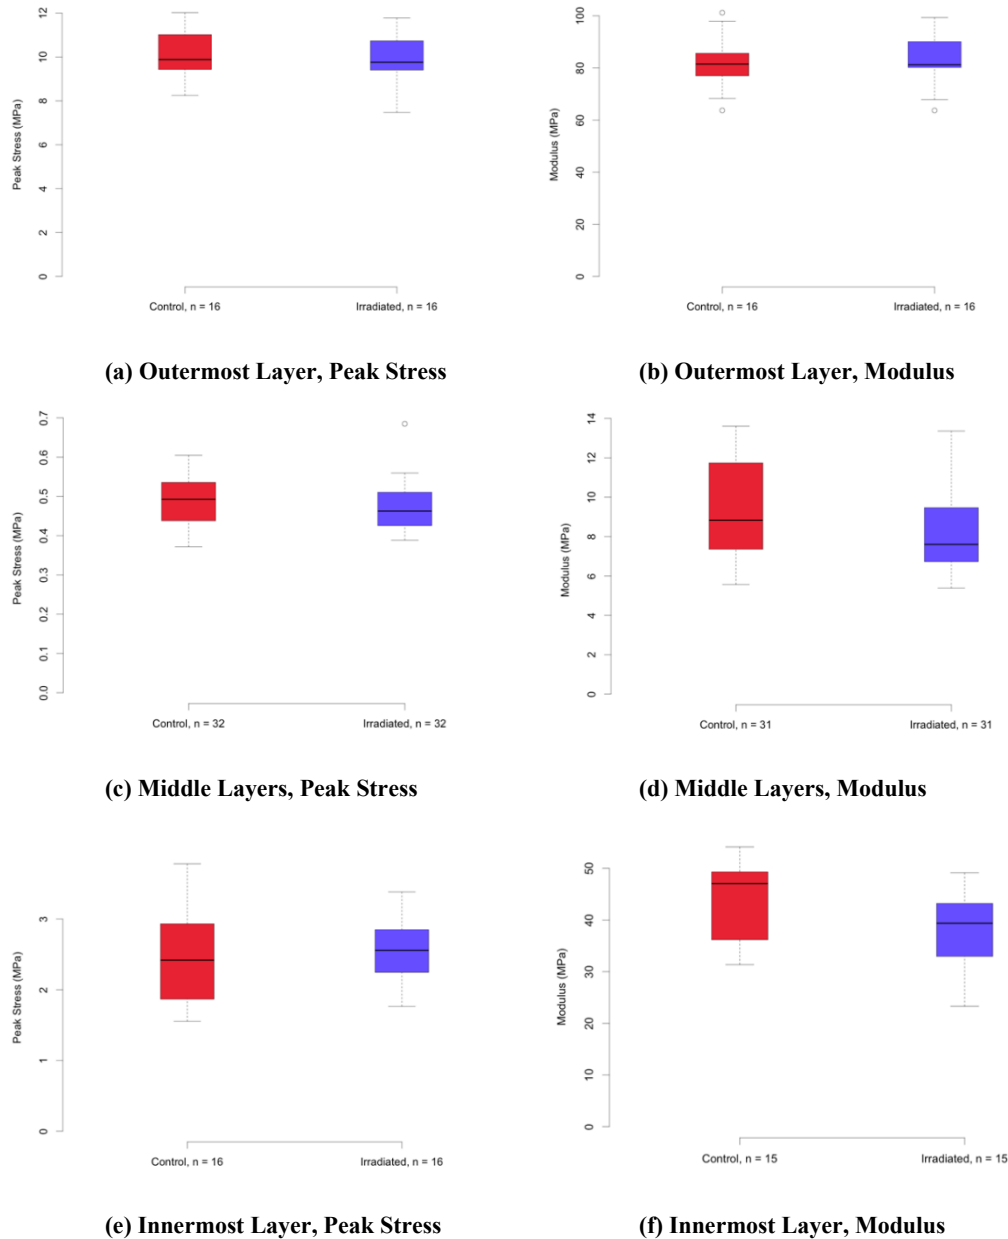 12
10
8
6
4
2
0
Peak Stress (MPa)
Control, n = 16
Irradiated, n = 16
(a) Outermost Layer, Peak Stress
100
80
60
40
20
0
Modulus (MPa)
Control, n = 16
Irradiated, n = 16
(b) Outermost Layer, Modulus
0.7
0.6
0.5
0.4
0.3
0.2
0.1
0.0
Peak Stress (MPa)
Control, n = 32
Irradiated, n = 32
(c) Middle Layers, Peak Stress
14
12
10
8
6
4
2
0
Modulus (MPa)
Control, n = 31
Irradiated, n = 31
(d) Middle Layers, Modulus
3
2
1
0
Peak Stress (MPa)
Control, n = 16
Irradiated, n = 16
(e) Innermost Layer, Peak Stress
50
40
30
20
10
0
Modulus (MPa)
Control, n = 15
Irradiated, n = 15
(f) Innermost Layer, Modulus